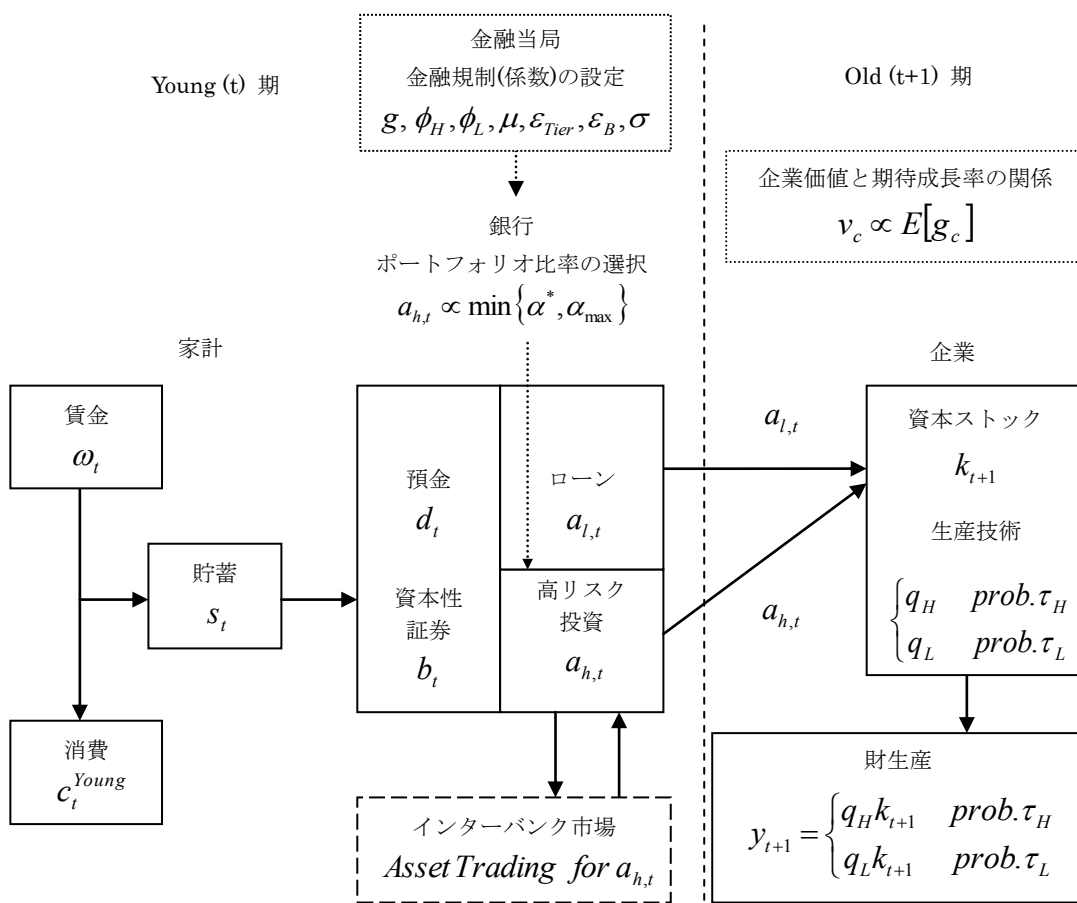 金融当局
金融規制(係数)の設定
g, ϕ_H, ϕ_L, μ, ε_{Tier}, ε_B, σ
Young (t) 期
Old (t+1) 期
企業価値と期待成長率の関係
v_c ∝ E[g_c]
銀行
ポートフォリオ比率の選択
a_{h,t} ∝ min{α^*, α_{max}}
家計
賃金
ω_t
貯蓄
s_t
消費
c_t^{Young}
預金
d_t
資本性
証券
b_t
ローン
a_{l,t}
高リスク
投資
a_{h,t}
インターバンク市場
Asset Trading for a_{h,t}
a_{l,t}
a_{h,t}
企業
資本ストック
k_{t+1}
生産技術
{q_H prob.τ_H
q_L prob.τ_L
財生産
y_{t+1} = {q_H k_{t+1} prob.τ_H
q_L k_{t+1} prob.τ_L